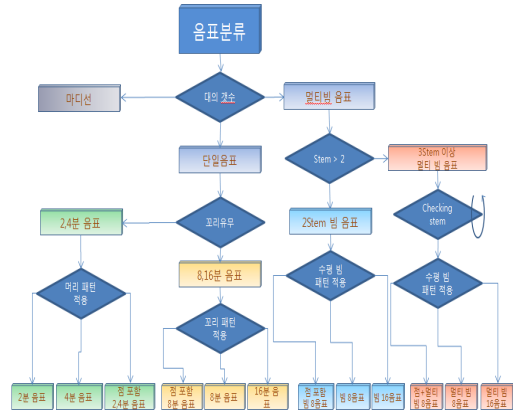 음표분류
마디선
대의 갯수
멀티빔 음표
단일음표
Stem > 2
3Stem 이상
멀티 빔 음표
2,4분 음표
꼬리유무
2Stem 빔 음표
Checking
stem
8,16분 음표
머리 패턴
적용
꼬리 패턴
적용
수평 빔
패턴 적용
수평 빔
패턴 적용
2분 음표
4분 음표
점 포함
2,4분 음표
점 포함
8분 음표
8분 음표
16분 음
표
점 포함
빔 8음표
빔 8음표
빔 16음표
점+멀티
빔 8음표
멀티 빔
8음표
멀티 빔
16음표